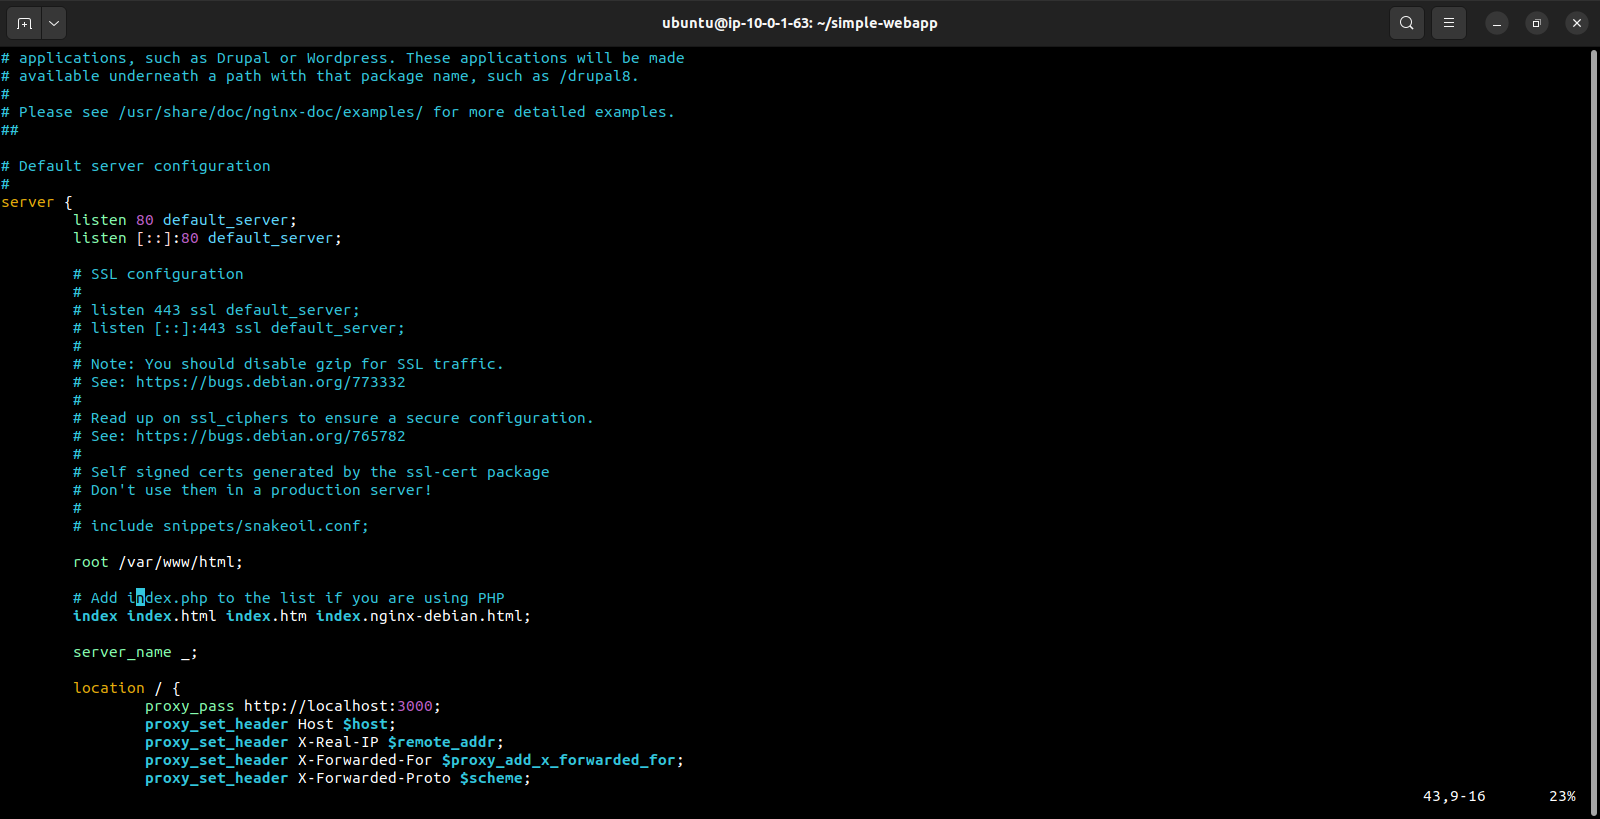 ubuntu@ip-10-0-1-63: ~/simple-webapp
# applications, such as Drupal or Wordpress. These applications will be made
# available underneath a path with that package name, such as /drupal8.
#
# Please see /usr/share/doc/nginx-doc/examples/ for more detailed examples.
##
# Default server configuration
#
server {
listen 80 default_server;
listen [::]:80 default_server;
# SSL configuration
#
# listen 443 ssl default_server;
# listen [::]:443 ssl default_server;
#
# Note: You should disable gzip for SSL traffic.
# See: https://bugs.debian.org/773332
#
# Read up on ssl_ciphers to ensure a secure configuration.
# See: https://bugs.debian.org/765782
#
# Self signed certs generated by the ssl-cert package
# Don't use them in a production server!
#
# include snippets/snakeoil.conf;
root /var/www/html;
# Add index.php to the list if you are using PHP
index index.html index.htm index.nginx-debian.html;
server_name _;
location / {
proxy_pass http://localhost:3000;
proxy_set_header Host $host;
proxy_set_header X-Real-IP $remote_addr;
proxy_set_header X-Forwarded-For $proxy_add_x_forwarded_for;
proxy_set_header X-Forwarded-Proto $scheme;
43,9-16 23%